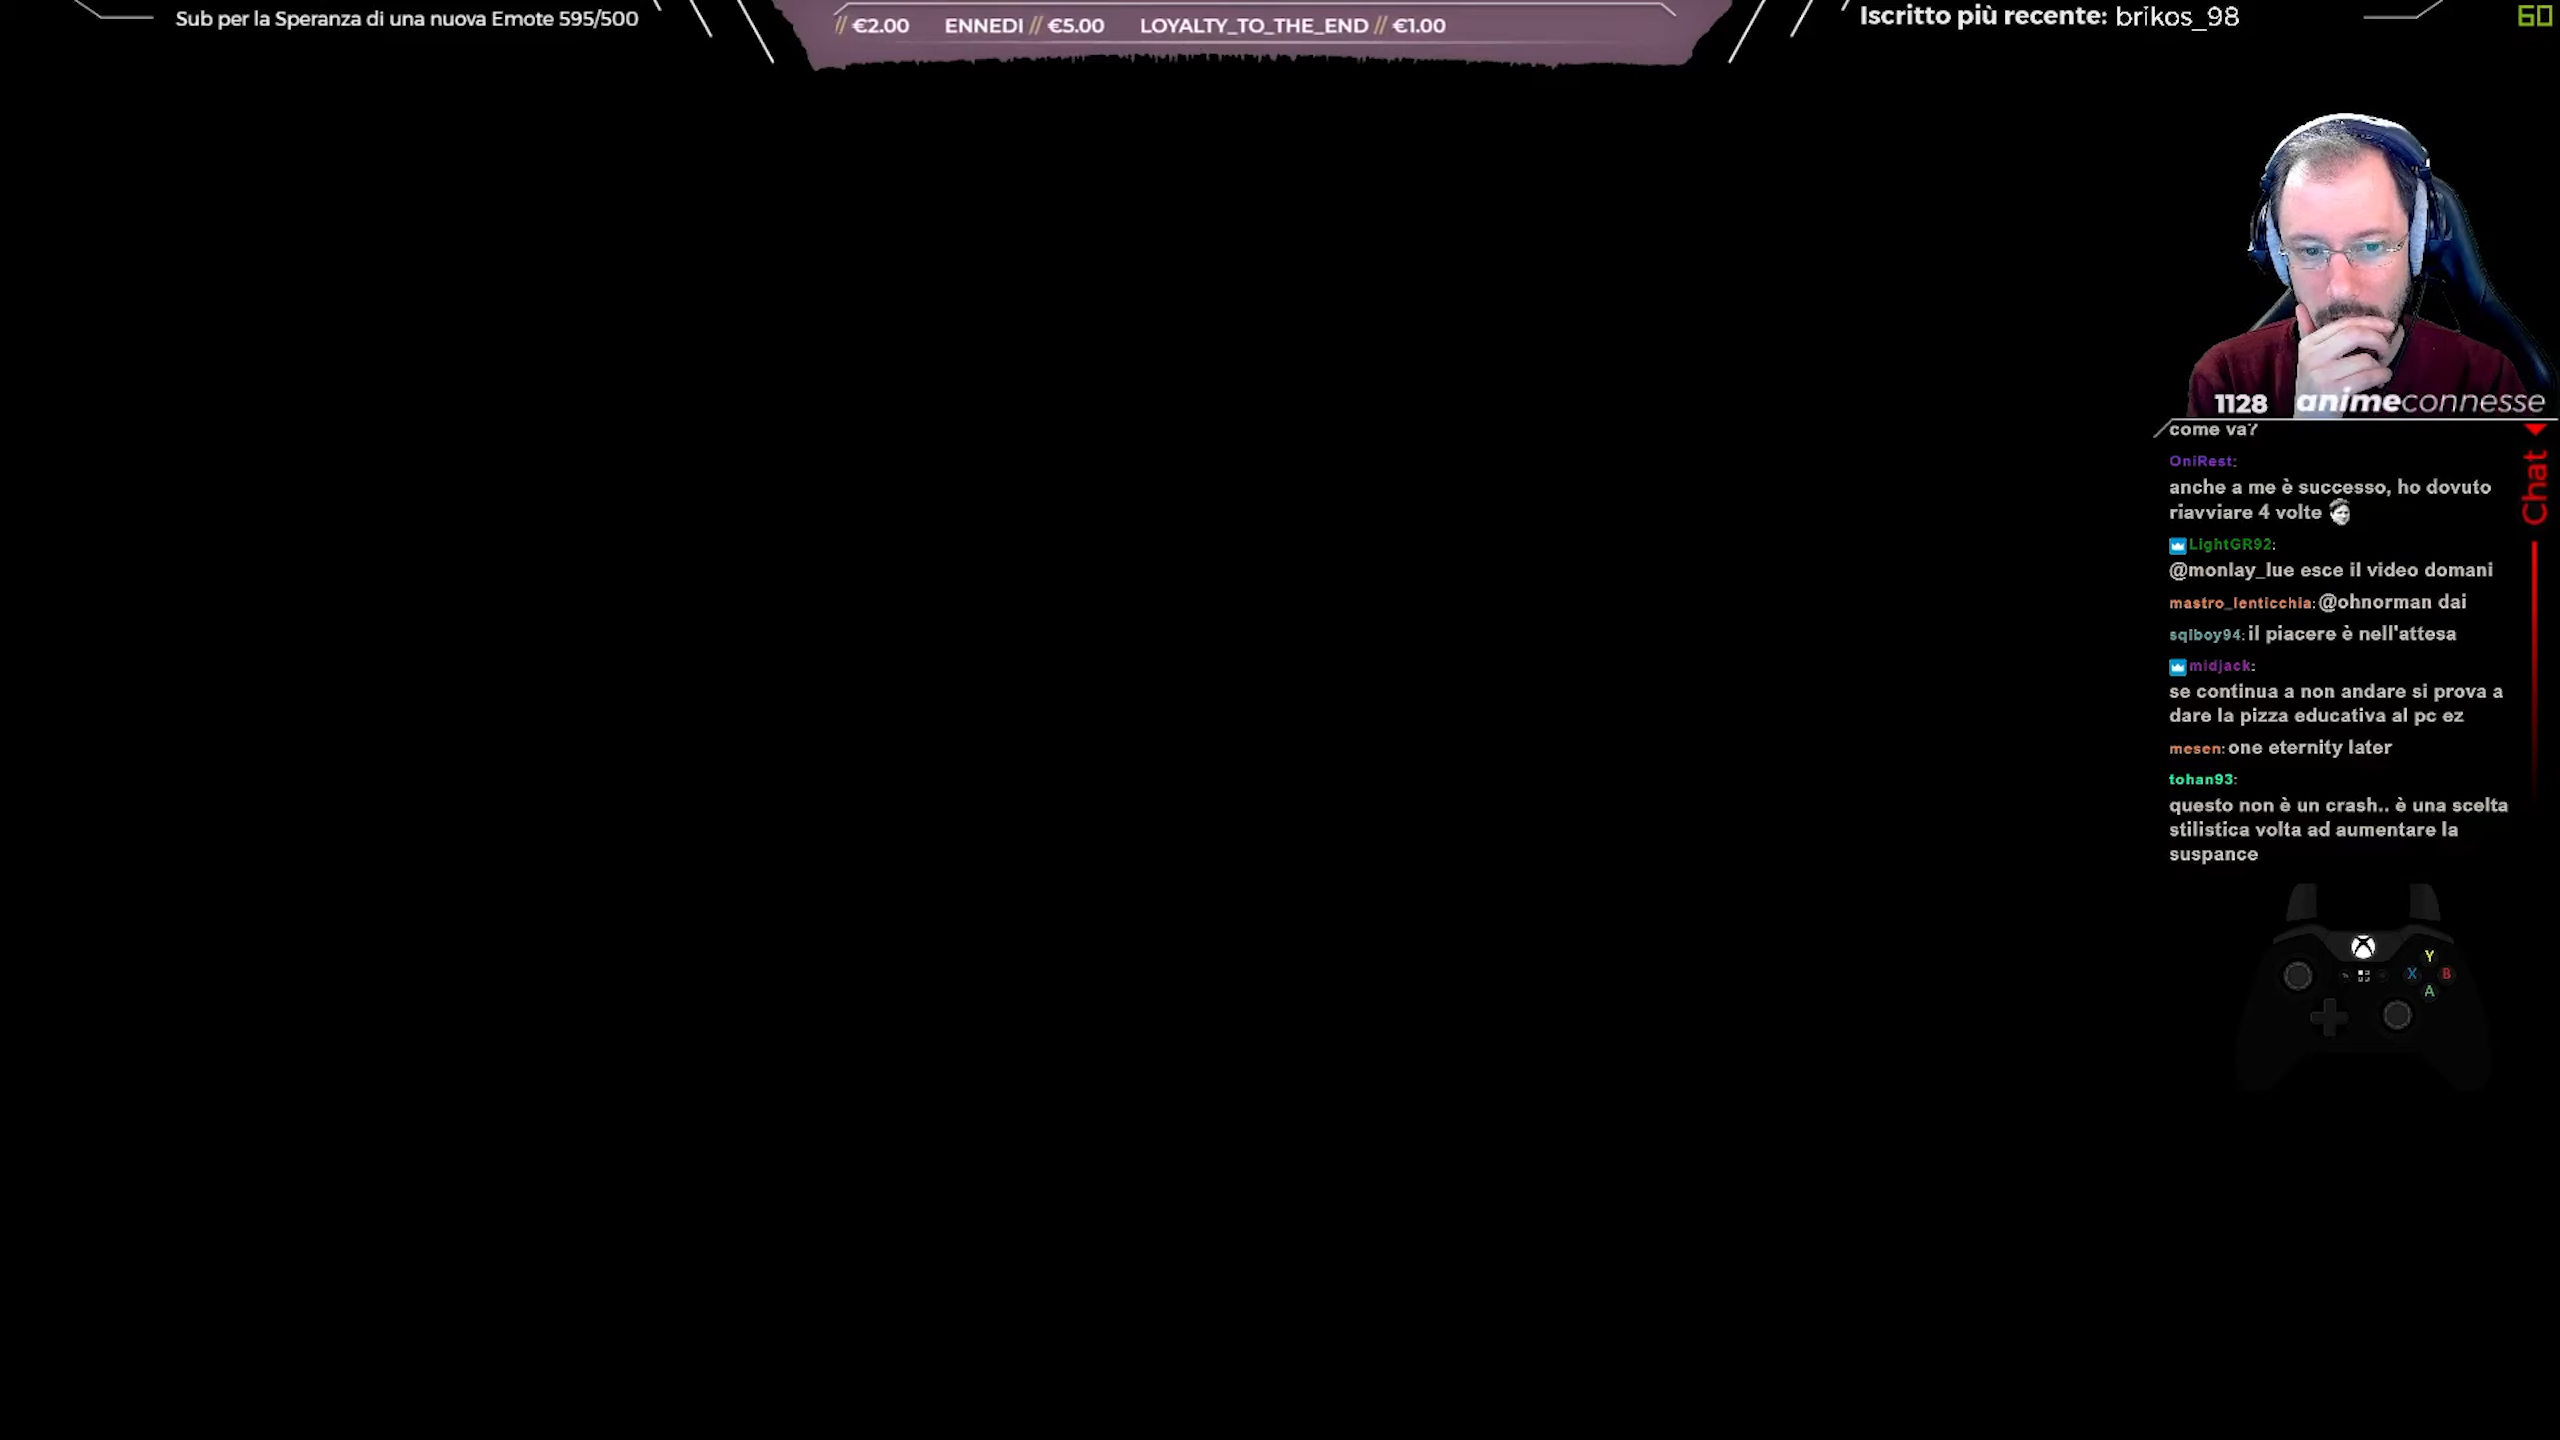 Sub per la Speranza di una nuova Emote 595/500
// €2.00 ENNEDI // €5.00 LOYALTY_TO_THE_END // €1.00
Iscritto più recente: brikos_98
60
1128 animeconnesse
come va?
OniRest:
anche a me è successo, ho dovuto
riavviare 4 volte
LightGR92:
@monlay_lue esce il video domani
mastro_lenticchia: @ohnorman dai
sqlboy94: il piacere è nell'attesa
midjack:
se continua a non andare si prova a
dare la pizza educativa al pc ez
mesen: one eternity later
tohan93:
questo non è un crash.. è una scelta
stilistica volta ad aumentare la
suspance
Chat
Y
X B
A